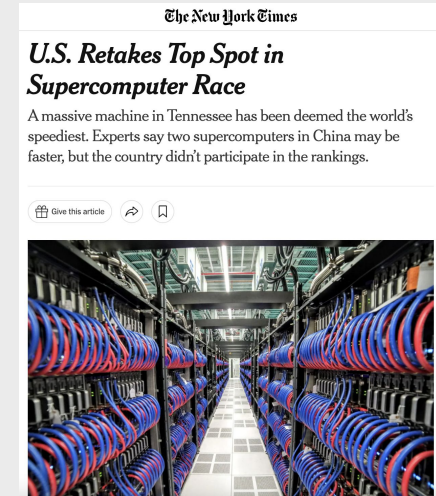 The New York Times
U.S. Retakes Top Spot in
Supercomputer Race
A massive machine in Tennessee has been deemed the world’s
speediest. Experts say two supercomputers in China may be
faster, but the country didn’t participate in the rankings.
Give this article